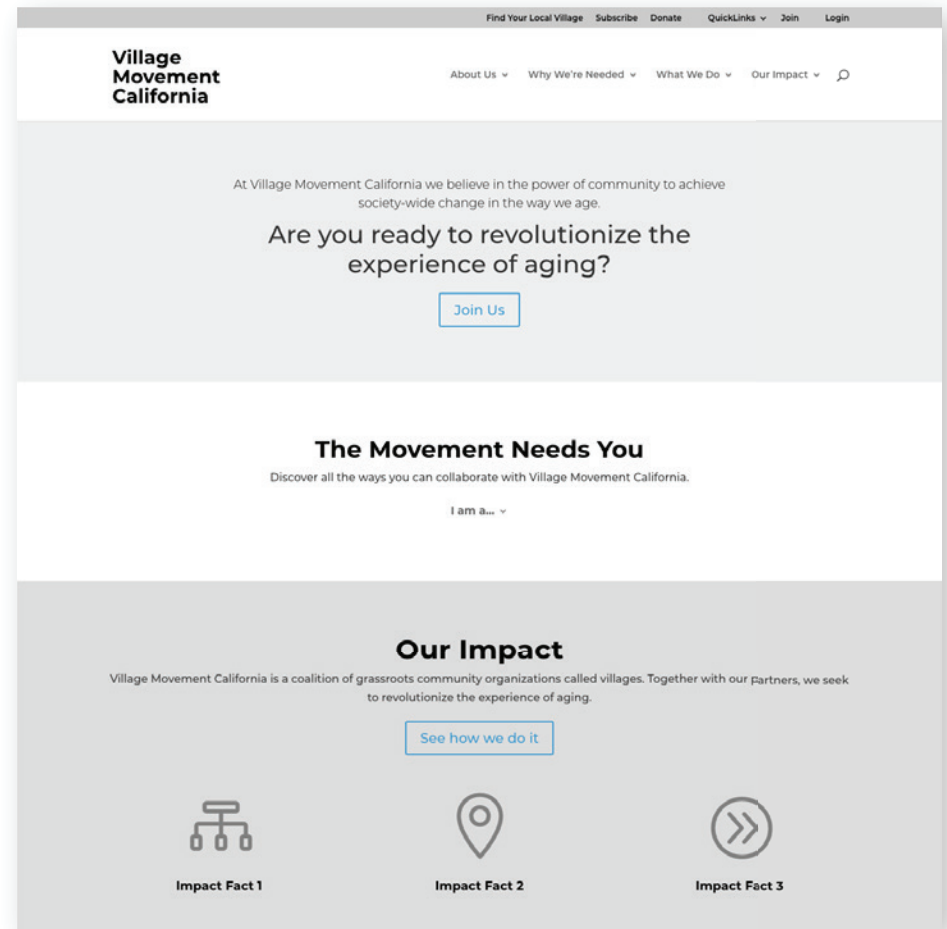 Find Your Local Village Subscribe Donate QuickLinks Join Login
Village
Movement
California
About Us Why We're Needed What We Do Our Impact
At Village Movement California we believe in the power of community to achieve
society-wide change in the way we age.
Are you ready to revolutionize the
experience of aging?
Join Us
The Movement Needs You
Discover all the ways you can collaborate with Village Movement California.
I am a...
Our Impact
Village Movement California is a coalition of grassroots community organizations called villages. Together with our partners, we seek
to revolutionize the experience of aging.
See how we do it
Impact Fact 1 Impact Fact 2 Impact Fact 3